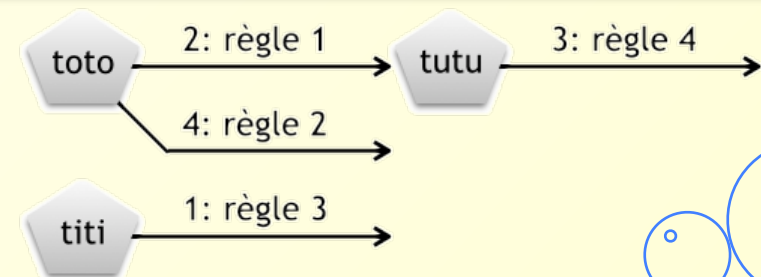 2: règle 1
3: règle 4
toto
tutu
4: règle 2
1: règle 3
titi